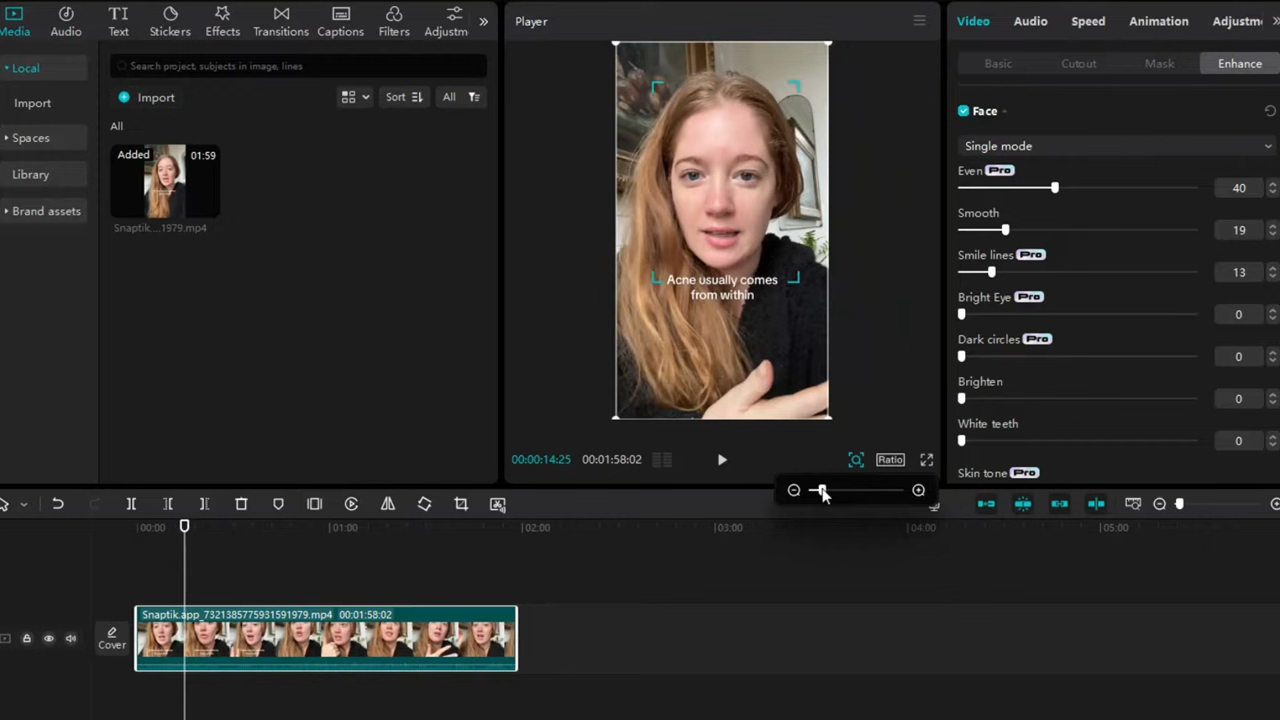 Media
Audio
Text
Stickers
Effects
Transitions
Captions
Filters
Adjustm
Local
Import
Spaces
Library
Brand assets
Search project, subjects in image, lines
Import
Sort
All
All
Added
01:59
Snaptik....1979.mp4
Player
Acne usually comes
from within
00:00:14:25
00:01:58:02
Ratio
Video
Audio
Speed
Animation
Adjustme
Basic
Cutout
Mask
Enhance
Face
Single mode
Even Pro
40
Smooth
19
Smile lines Pro
13
Bright Eye Pro
0
Dark circles Pro
0
Brighten
0
White teeth
0
Skin tone Pro
00:00
01:00
02:00
03:00
04:00
05:00
Cover
Snaptik.app_7321385775931591979.mp4 00:01:58:02